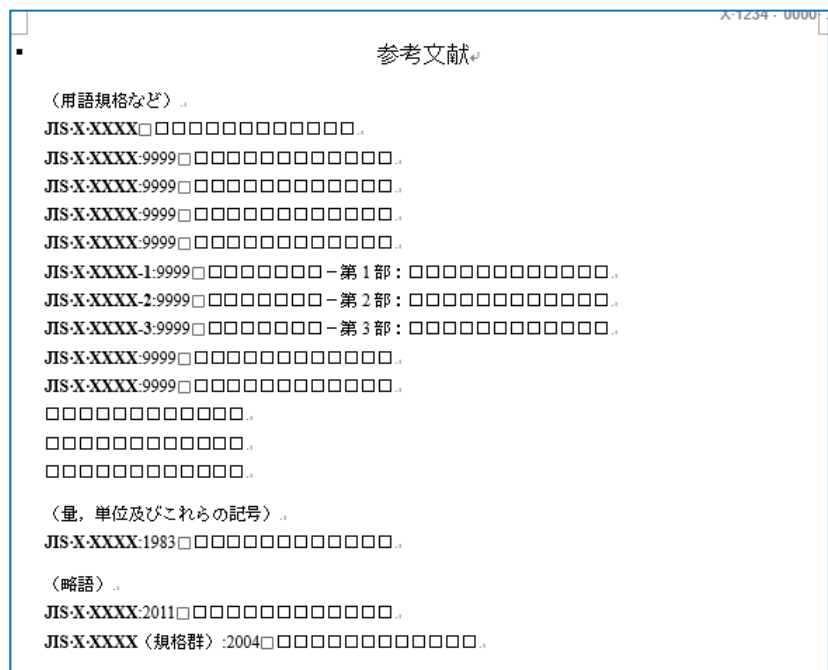 X 1234 : 0000
参考文献
（用語規格など）
JIS X XXXX　□□□□□□□□□□□□
JIS X XXXX:9999　□□□□□□□□□□□□
JIS X XXXX:9999　□□□□□□□□□□□□
JIS X XXXX:9999　□□□□□□□□□□□□
JIS X XXXX:9999　□□□□□□□□□□□□
JIS X XXXX-1:9999　□□□□□□□－第1部：□□□□□□□□□□□□
JIS X XXXX-2:9999　□□□□□□□－第2部：□□□□□□□□□□□□
JIS X XXXX-3:9999　□□□□□□□－第3部：□□□□□□□□□□□□
JIS X XXXX:9999　□□□□□□□□□□□□
JIS X XXXX:9999　□□□□□□□□□□□□
□□□□□□□□□□□□
□□□□□□□□□□□□
□□□□□□□□□□□□
（量，単位及びこれらの記号）
JIS X XXXX:1983　□□□□□□□□□□□□
（略語）
JIS X XXXX:2011　□□□□□□□□□□□□
JIS X XXXX（規格群）:2004　□□□□□□□□□□□□